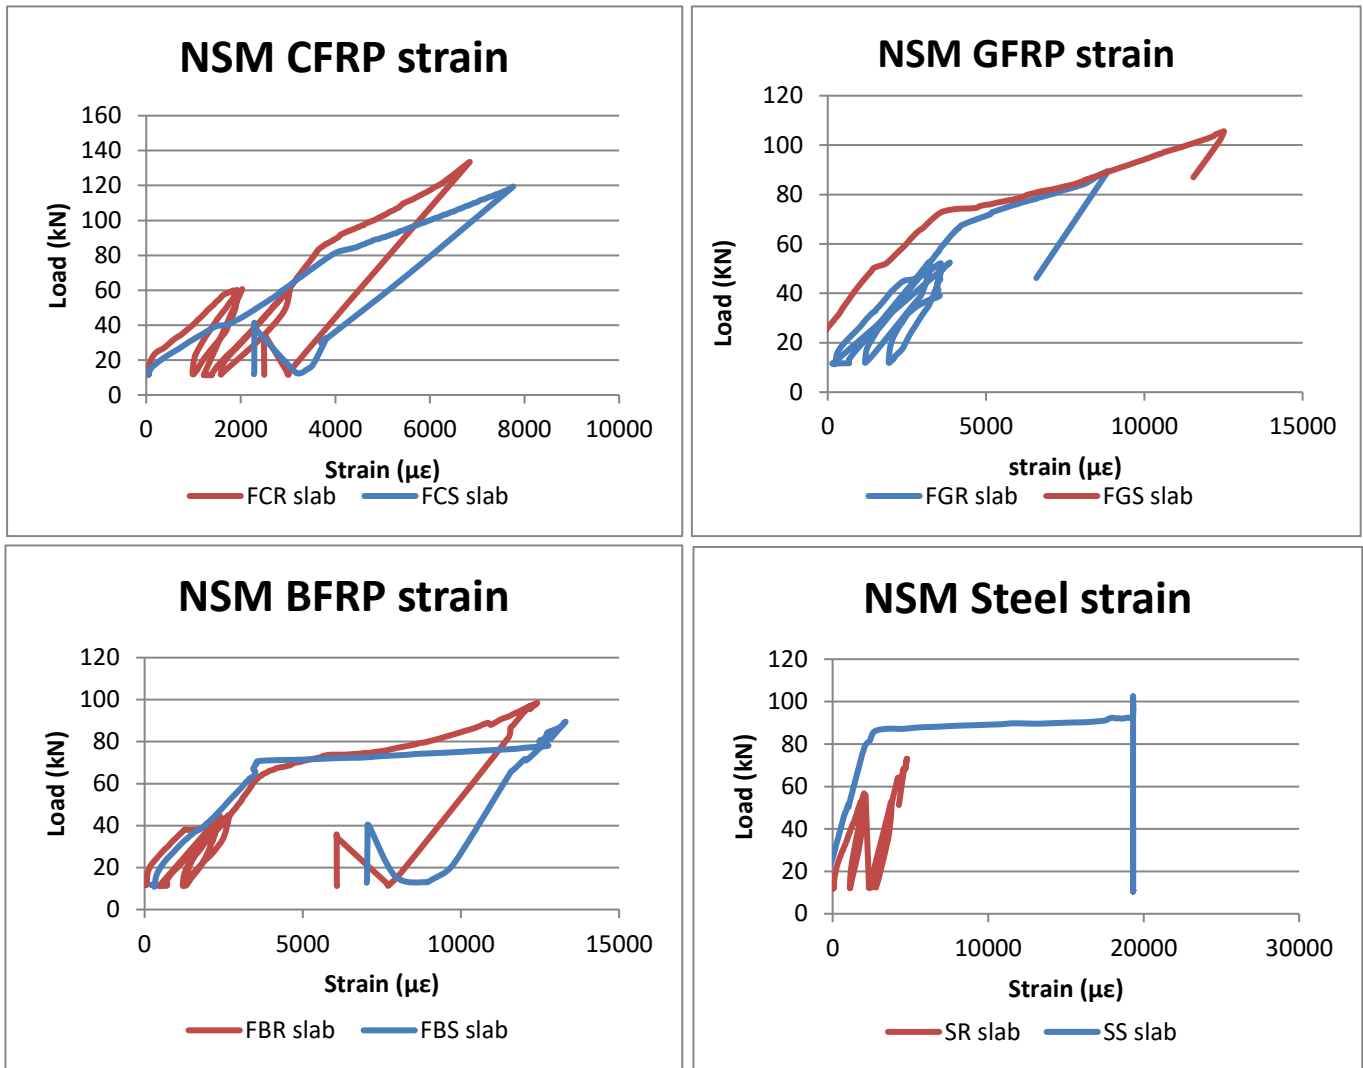 NSM CFRP strain
160
140
120
100
80
60
40
20
0
Load (kN)
0 2000 4000 6000 8000 10000
Strain (με)
FCR slab FCS slab
NSM GFRP strain
120
100
80
60
40
20
0
Load (KN)
0 5000 10000 15000
strain (με)
FGR slab FGS slab
NSM BFRP strain
120
100
80
60
40
20
0
Load (kN)
0 5000 10000 15000
Strain (με)
FBR slab FBS slab
NSM Steel strain
120
100
80
60
40
20
0
Load (kN)
0 10000 20000 30000
Strain (με)
SR slab SS slab